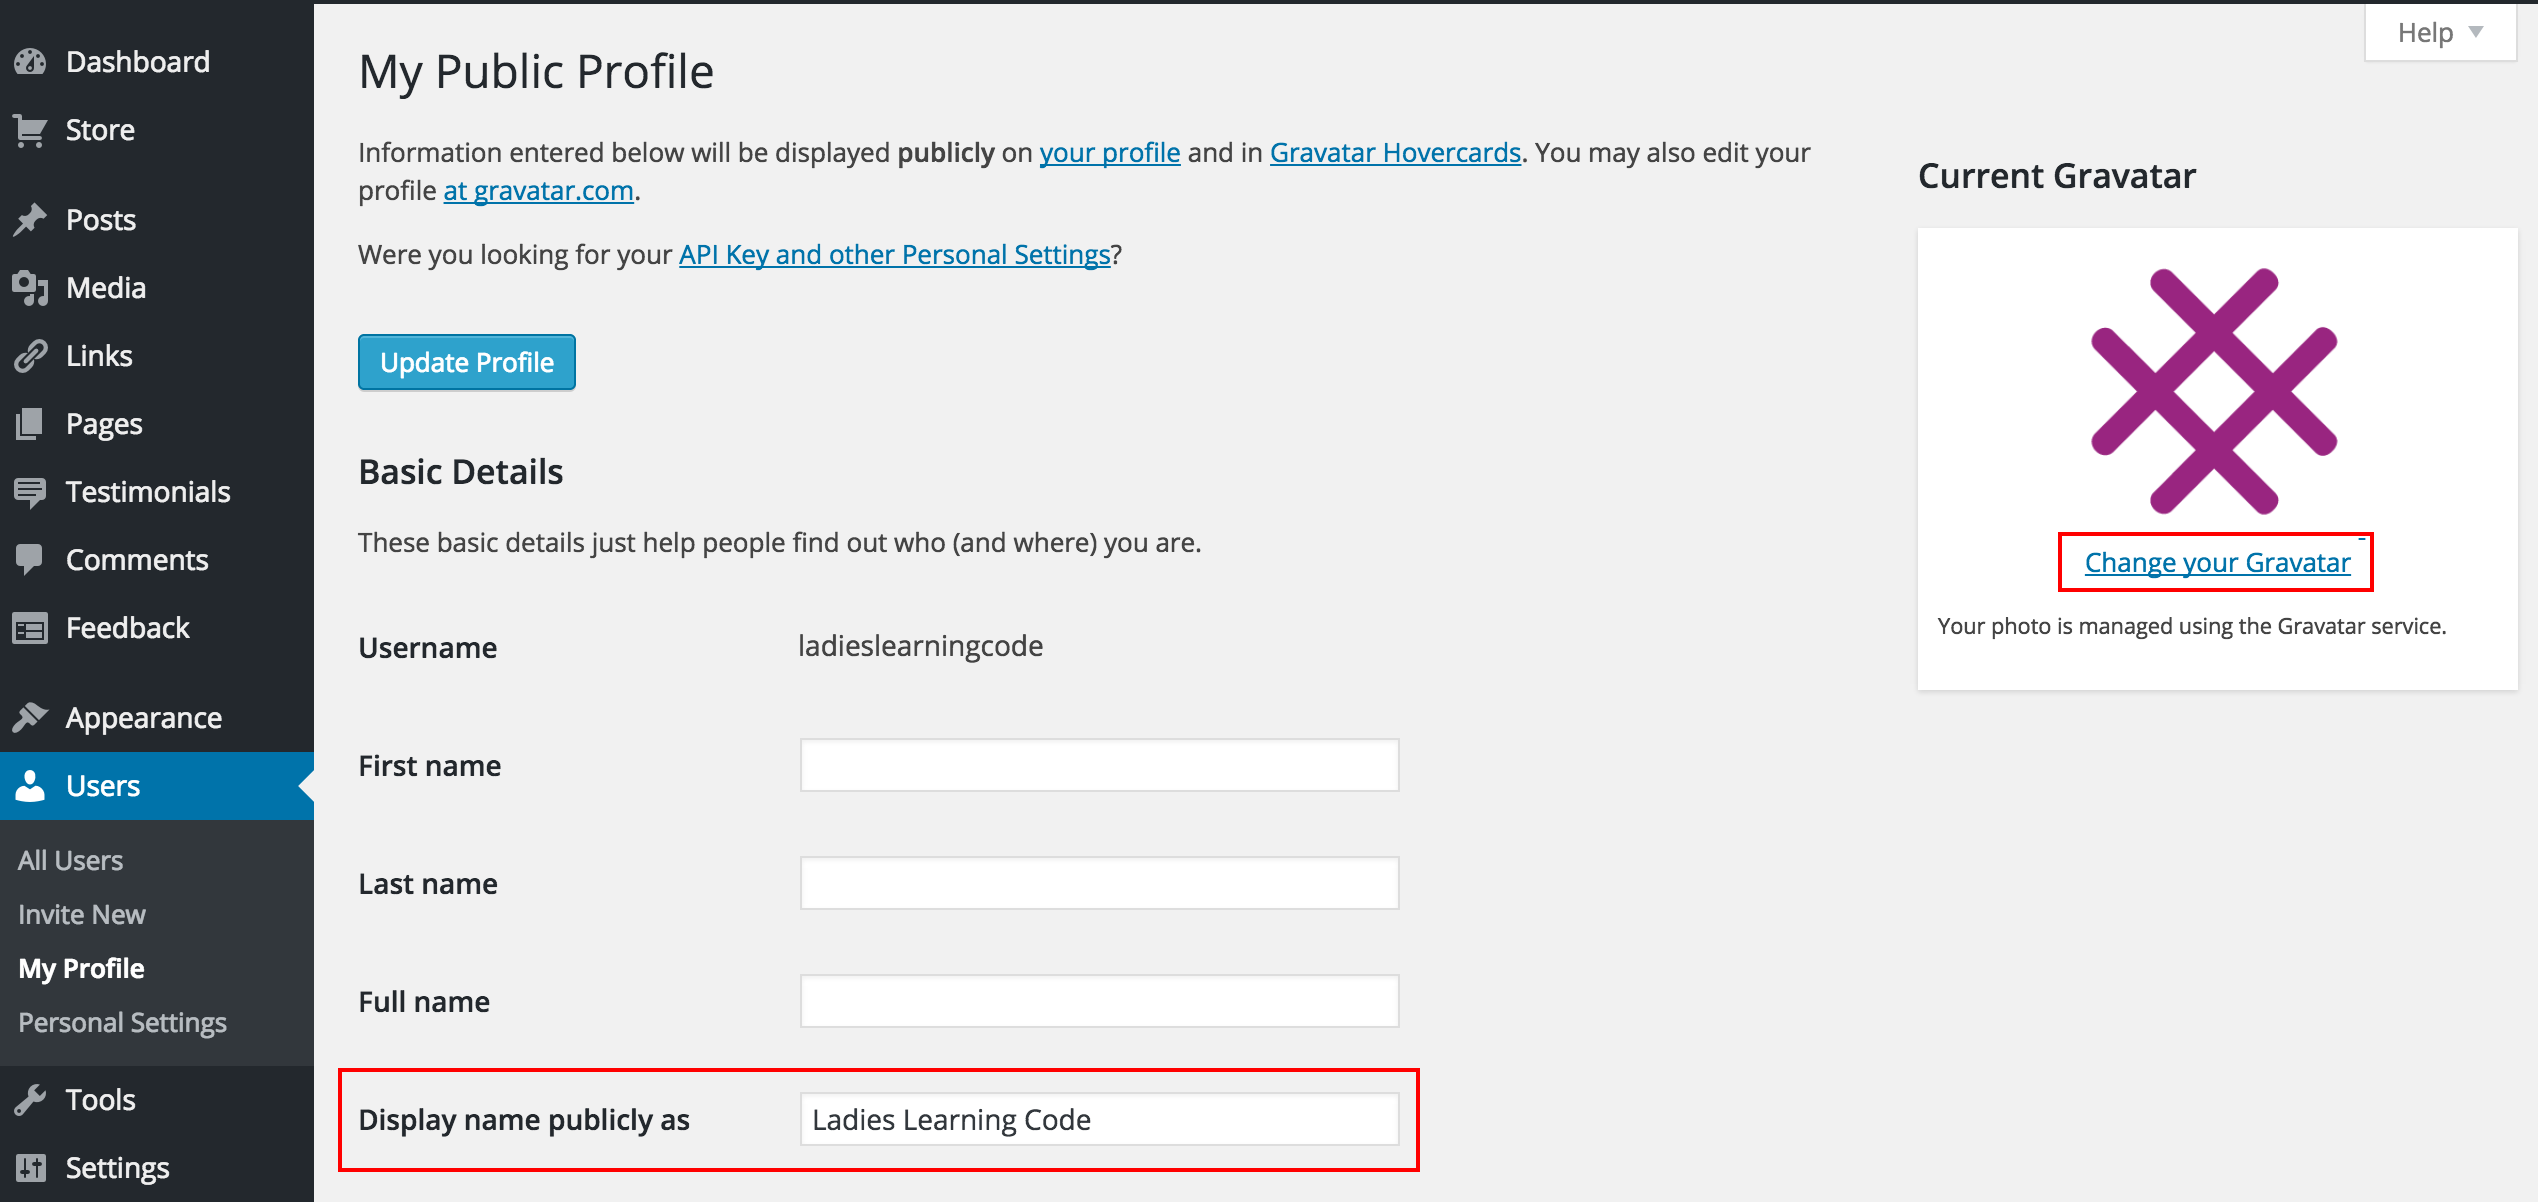 Dashboard
Store
Posts
Media
Links
Pages
Testimonials
Comments
Feedback
Appearance
Users
All Users
Invite New
My Profile
Personal Settings
Tools
Settings
Help
My Public Profile
Information entered below will be displayed publicly on your profile and in Gravatar Hovercards. You may also edit your
profile at gravatar.com.
Were you looking for your API Key and other Personal Settings?
Update Profile
Basic Details
These basic details just help people find out who (and where) you are.
Username ladieslearningcode
First name
Last name
Full name
Display name publicly as Ladies Learning Code
Current Gravatar
Change your Gravatar
Your photo is managed using the Gravatar service.